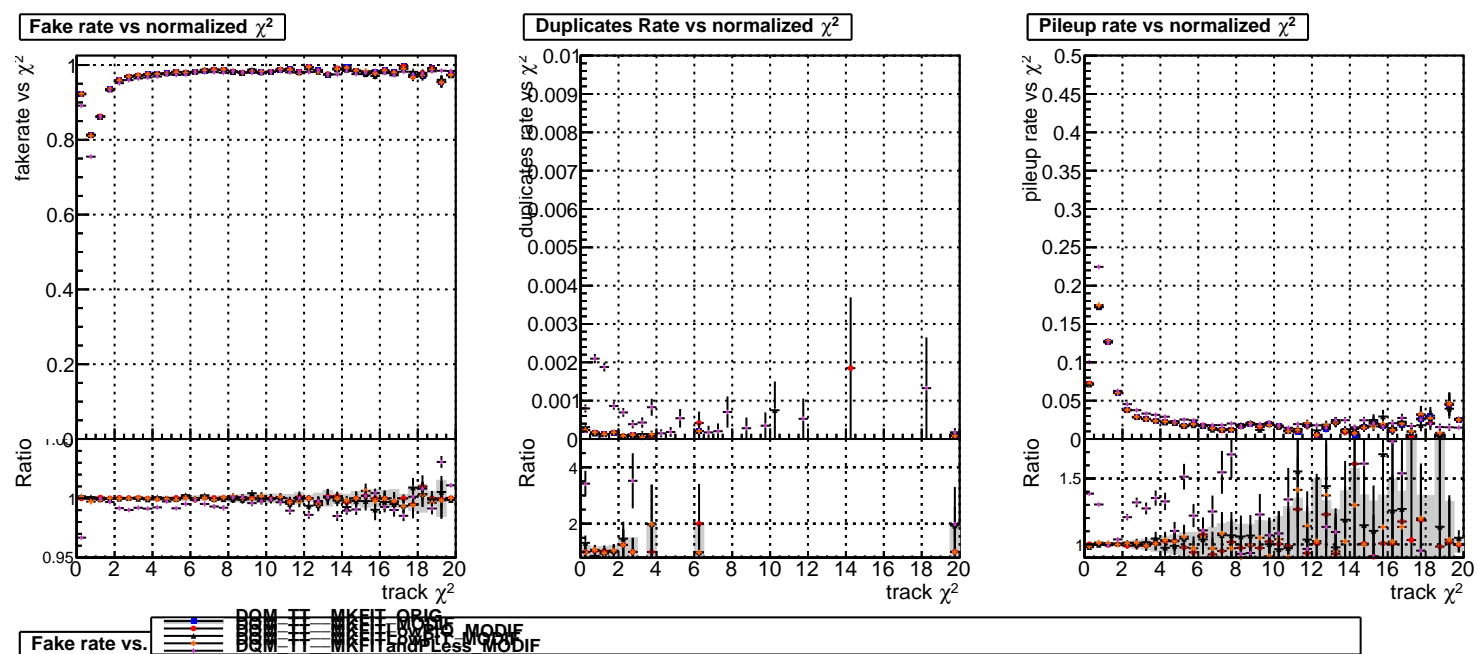 Fake rate vs normalized χ²
Duplicates Rate vs normalized χ²
Pileup rate vs normalized χ²
fakerate vs χ²
1
0.8
0.6
0.4
0.2
0
Ratio
1
0.95
0 2 4 6 8 10 12 14 16 18 20
track χ²
duplicates rate vs χ²
0.01
0.009
0.008
0.007
0.006
0.005
0.004
0.003
0.002
0.001
0
Ratio
4
2
0 2 4 6 8 10 12 14 16 18 20
track χ²
pileup rate vs χ²
0.5
0.45
0.4
0.35
0.3
0.25
0.2
0.15
0.1
0.05
0
Ratio
1.5
1
0 2 4 6 8 10 12 14 16 18 20
track χ²
Fake rate vs.
DQM_TT__MKFIT_ORIG
DQM_TT__MKFIT_MODIF
DQM_TT__MKFITandPLess_MODIF